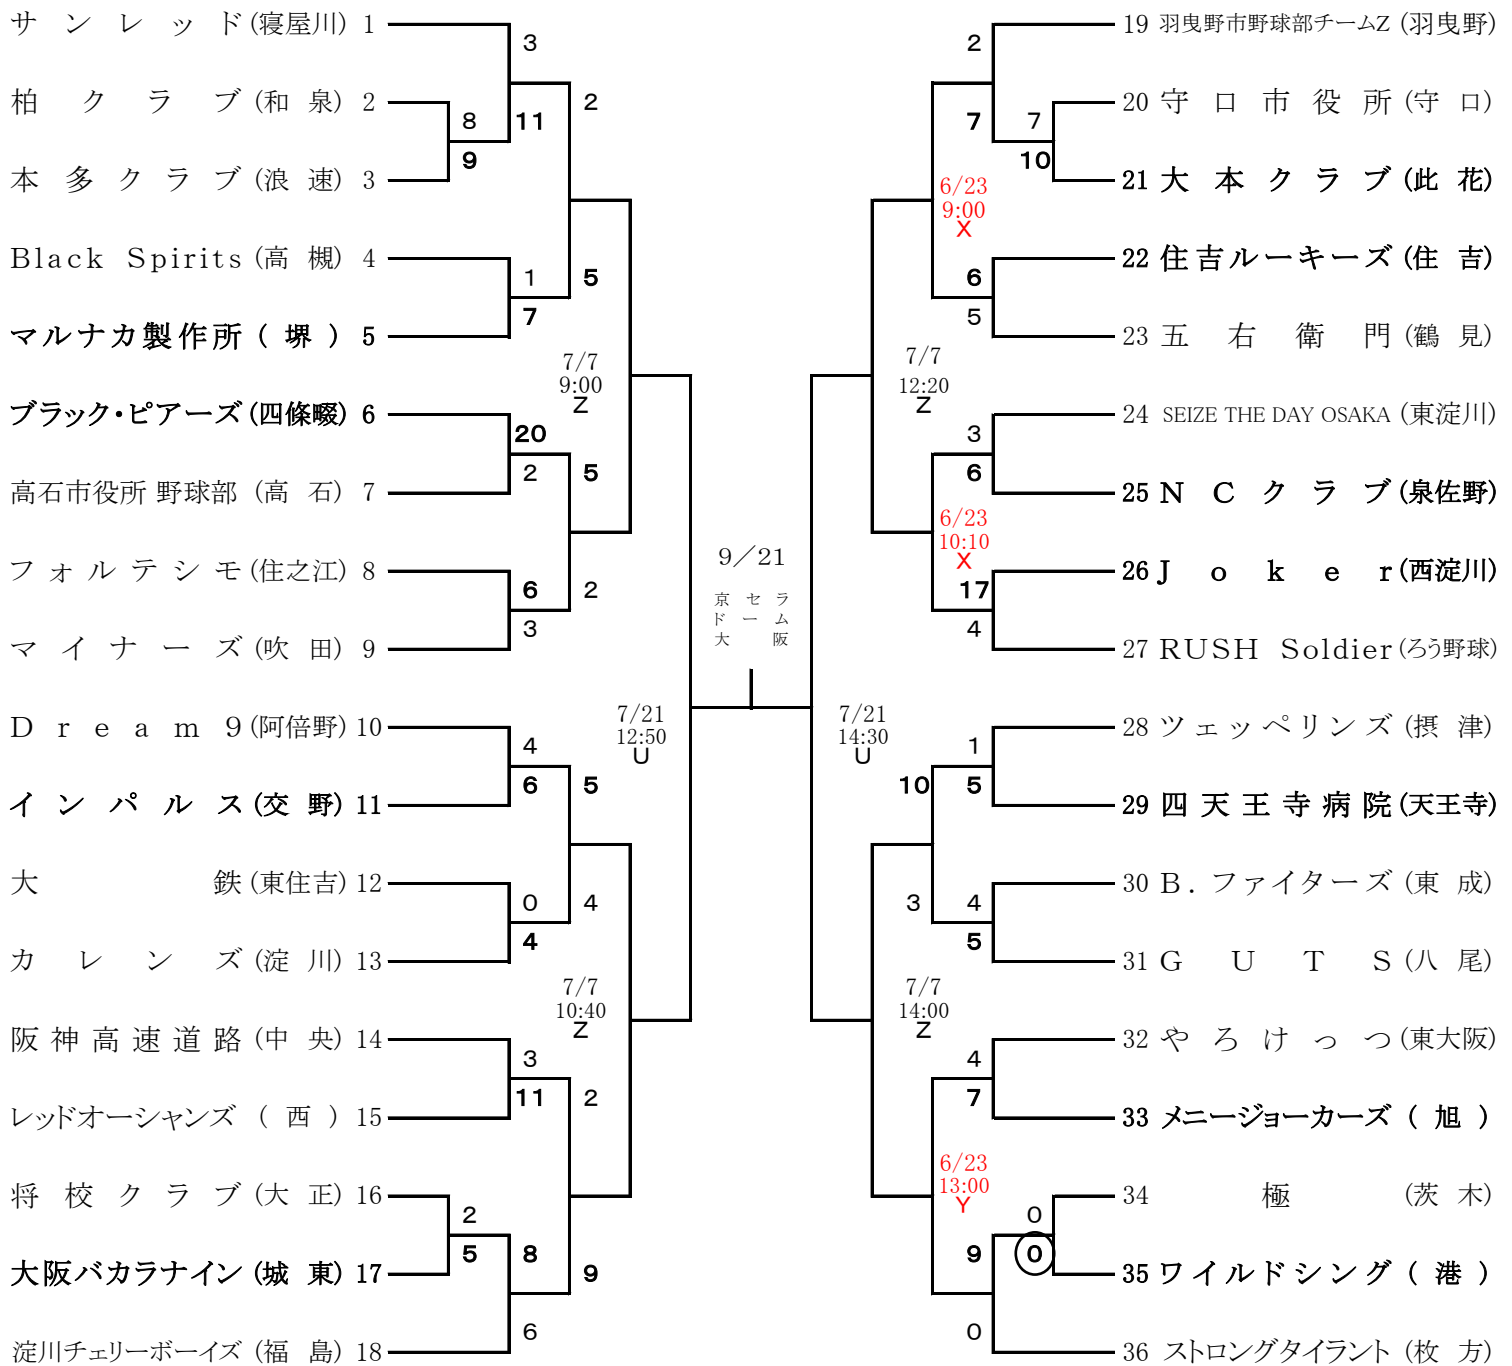 サンレッド(寝屋川) 1
3
柏クラブ(和泉) 2
2
8
11
9
本多クラブ(浪速) 3
Black Spirits(高槻) 4
1
5
7
マルナカ製作所(堺) 5
7/7
9:00
Z
ブラック・ピアーズ(四條畷) 6
20
2
5
高石市役所 野球部(高石) 7
フォルテシモ(住之江) 8
6
2
3
マイナーズ(吹田) 9
Dream9(阿倍野) 10
7/21
12:50
U
4
6
5
インパルス(交野) 11
大鉄(東住吉) 12
0
4
4
カレンズ(淀川) 13
7/7
10:40
Z
阪神高速道路(中央) 14
3
11
2
レッドオーシャンズ(西) 15
将校クラブ(大正) 16
2
5
8
9
大阪バカラナイン(城東) 17
6
淀川チェリーボーイズ(福島) 18
9/21
京セラ
ドーム
大阪
19 羽曳野市野球部チームZ(羽曳野)
2
20 守口市役所(守口)
7
7
10
21 大本クラブ(此花)
6/23
9:00
X
22 住吉ルーキーズ(住吉)
6
5
23 五右衛門(鶴見)
7/7
12:20
Z
24 SEIZE THE DAY OSAKA(東淀川)
3
6
25 NCクラブ(泉佐野)
6/23
10:10
X
26 Joker(西淀川)
17
4
27 RUSH Soldier(ろう野球)
7/21
14:30
U
28 ツェッペリンズ(摂津)
1
10
5
29 四天王寺病院(天王寺)
30 B.ファイターズ(東成)
3
4
5
31 GUTS(八尾)
7/7
14:00
Z
32 やろけっつ(東大阪)
4
7
33 メニージョーカーズ(旭)
6/23
13:00
Y
34 極(茨木)
0
9
0
35 ワイルドシング(港)
0
36 ストロングタイラント(枚方)